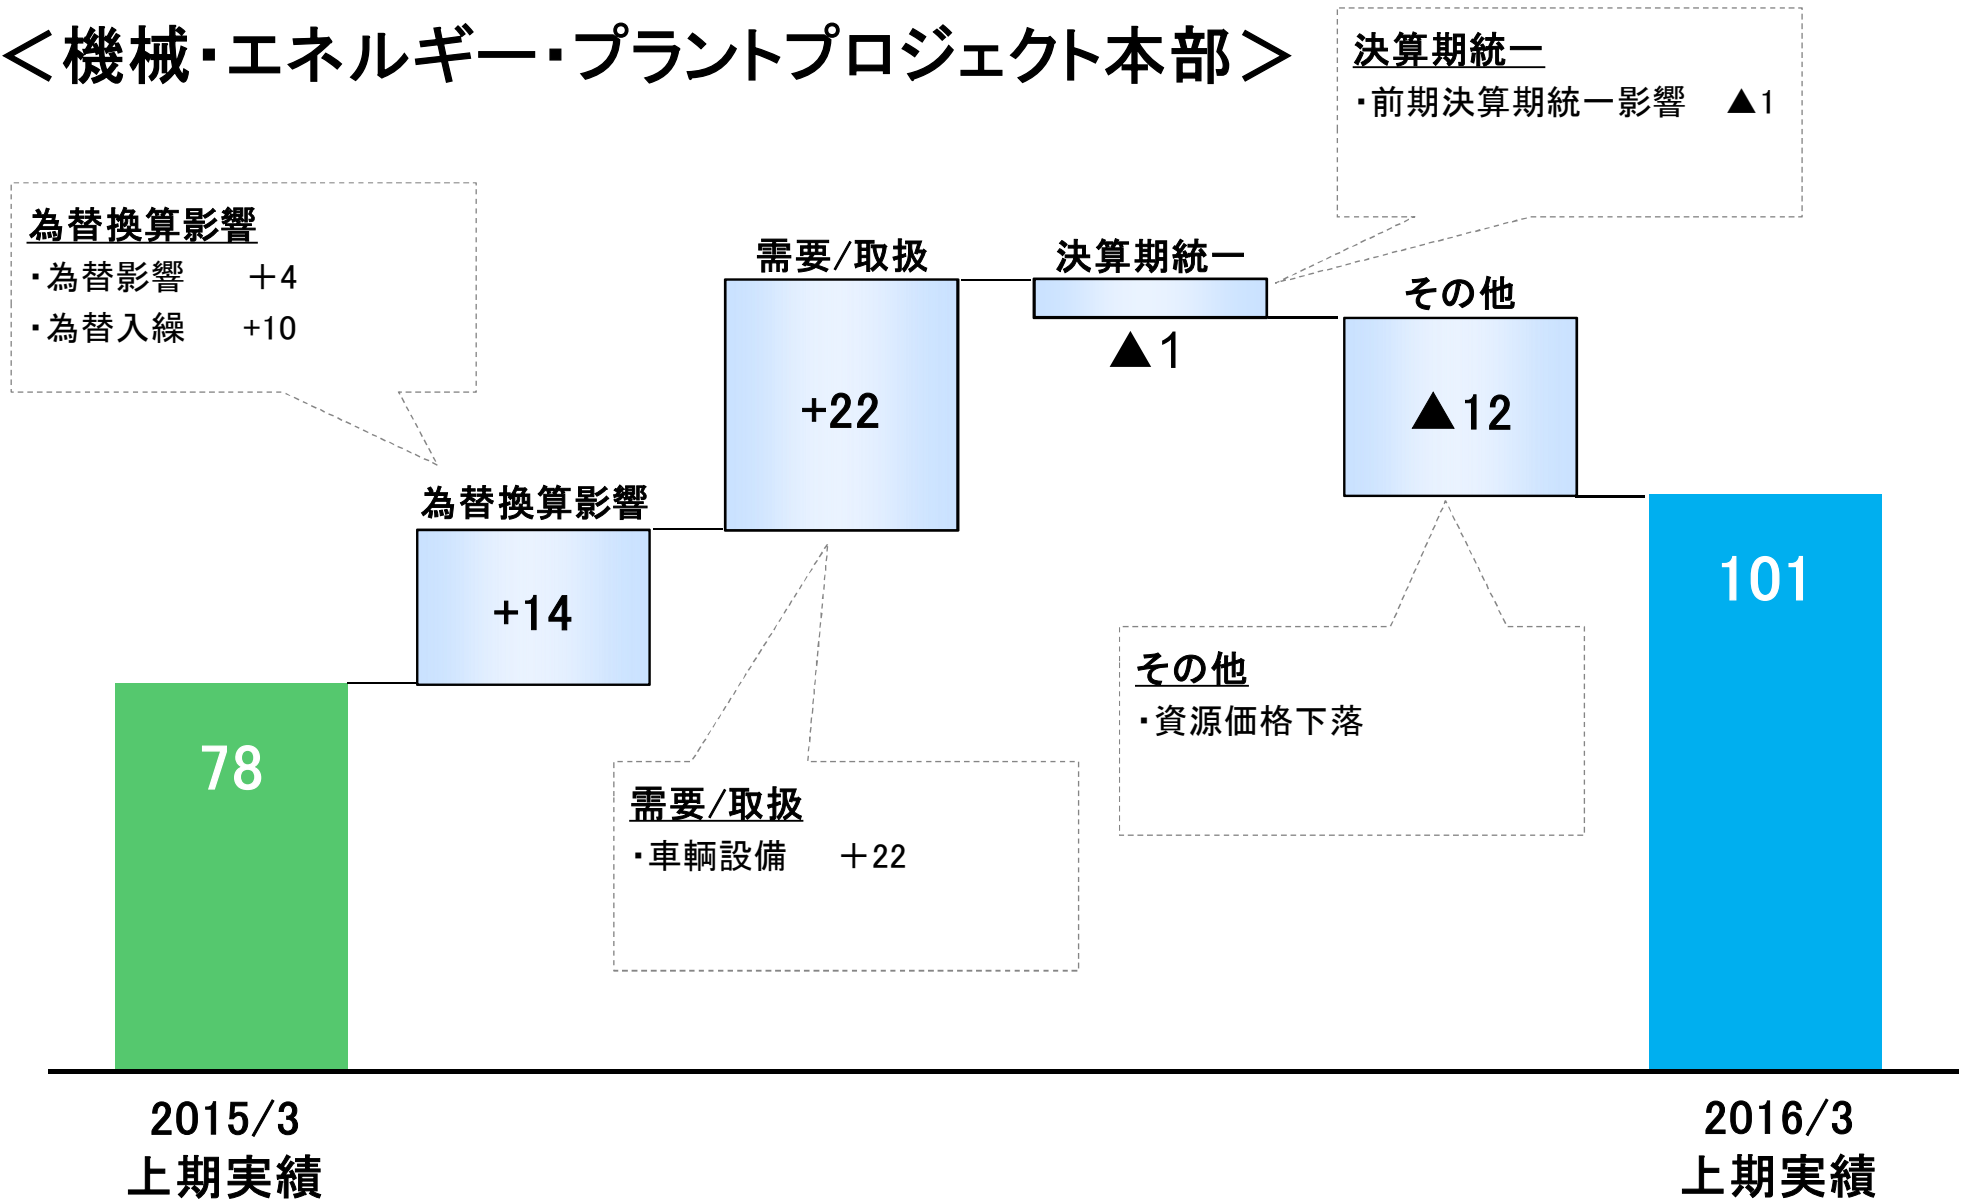 ＜機械・エネルギー・プラントプロジェクト本部＞
決算期統一
・前期決算期統一影響　▲1
為替換算影響
・為替影響　＋4
・為替入繰　+10
需要/取扱
決算期統一
▲1
その他
+22
▲12
為替換算影響
+14
101
その他
・資源価格下落
78
需要/取扱
・車輌設備　＋22
2015/3
上期実績
2016/3
上期実績